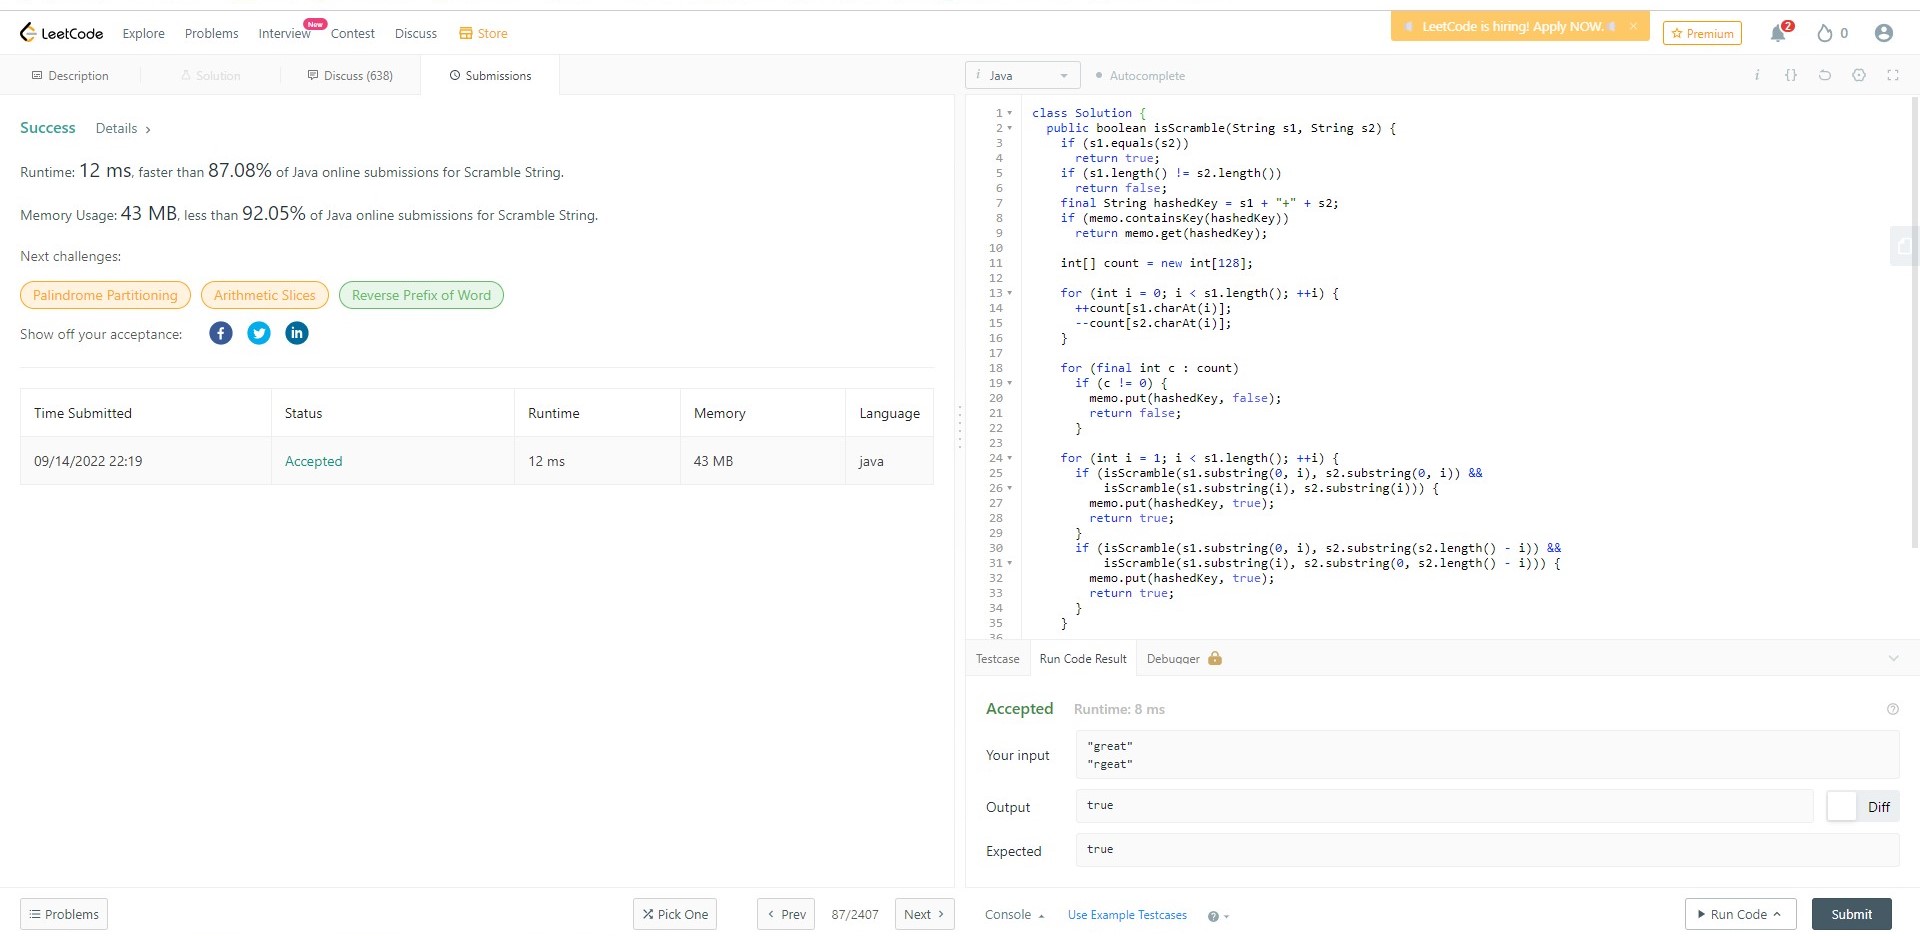 LeetCode
Explore
Problems
Interview
New
Contest
Discuss
Store
LeetCode is hiring! Apply NOW.
×
Premium
2
0
Description
Solution
Discuss (638)
Submissions
i Java
Autocomplete
i
{}
Success
Details >
Runtime: 12 ms, faster than 87.08% of Java online submissions for Scramble String.
Memory Usage: 43 MB, less than 92.05% of Java online submissions for Scramble String.
Next challenges:
Palindrome Partitioning
Arithmetic Slices
Reverse Prefix of Word
Show off your acceptance:
f
in
Time Submitted Status Runtime Memory Language
09/14/2022 22:19 Accepted 12 ms 43 MB java
1 class Solution {
2   public boolean isScramble(String s1, String s2) {
3     if (s1.equals(s2))
4       return true;
5     if (s1.length() != s2.length())
6       return false;
7     final String hashedKey = s1 + "+" + s2;
8     if (memo.containsKey(hashedKey))
9       return memo.get(hashedKey);
10
11     int[] count = new int[128];
12
13     for (int i = 0; i < s1.length(); ++i) {
14       ++count[s1.charAt(i)];
15       --count[s2.charAt(i)];
16     }
17
18     for (final int c : count)
19       if (c != 0) {
20         memo.put(hashedKey, false);
21         return false;
22       }
23
24     for (int i = 1; i < s1.length(); ++i) {
25       if (isScramble(s1.substring(0, i), s2.substring(0, i)) &&
26           isScramble(s1.substring(i), s2.substring(i))) {
27         memo.put(hashedKey, true);
28         return true;
29       }
30       if (isScramble(s1.substring(0, i), s2.substring(s2.length() - i)) &&
31           isScramble(s1.substring(i), s2.substring(0, s2.length() - i))) {
32         memo.put(hashedKey, true);
33         return true;
34       }
35     }
36
Testcase
Run Code Result
Debugger
Accepted
Runtime: 8 ms
Your input
"great"
"rgeat"
Output
true
Diff
Expected
true
Problems
Pick One
< Prev
87/2407
Next >
Console
Use Example Testcases
Run Code
Submit